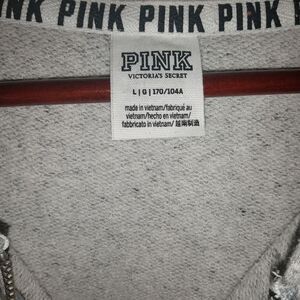 PINK PINK PINK PINK
PINK
VICTORIA'S SECRET
L | G | 170/104A
made in vietnam/fabriqué au
vietnam/hecho en vietnam/
fabbricato in vietnam/越南制造